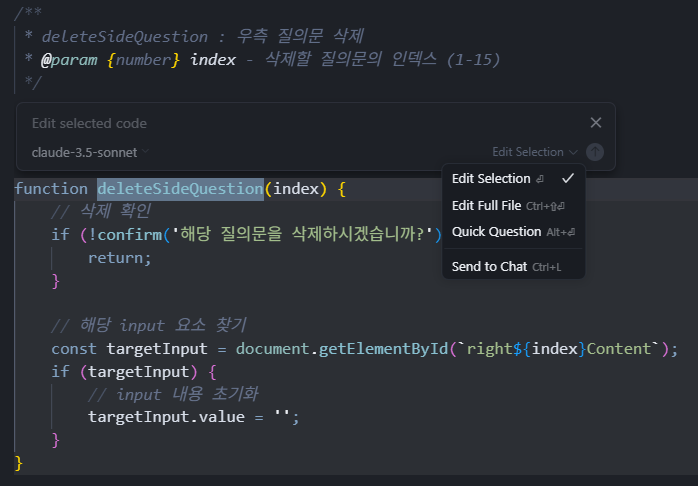 /**
 * deleteSideQuestion : 우측 질의문 삭제
 * @param {number} index - 삭제할 질의문의 인덱스 (1-15)
 */
Edit selected code
claude-3.5-sonnet
Edit Selection
Edit Selection ⏎ ✓
Edit Full File Ctrl+⇧⏎
Quick Question Alt+⏎
Send to Chat Ctrl+L
function deleteSideQuestion(index) {
    // 삭제 확인
    if (!confirm('해당 질의문을 삭제하시겠습니까?')
        return;
    }
    // 해당 input 요소 찾기
    const targetInput = document.getElementById(`right${index}Content`);
    if (targetInput) {
        // input 내용 초기화
        targetInput.value = '';
    }
}